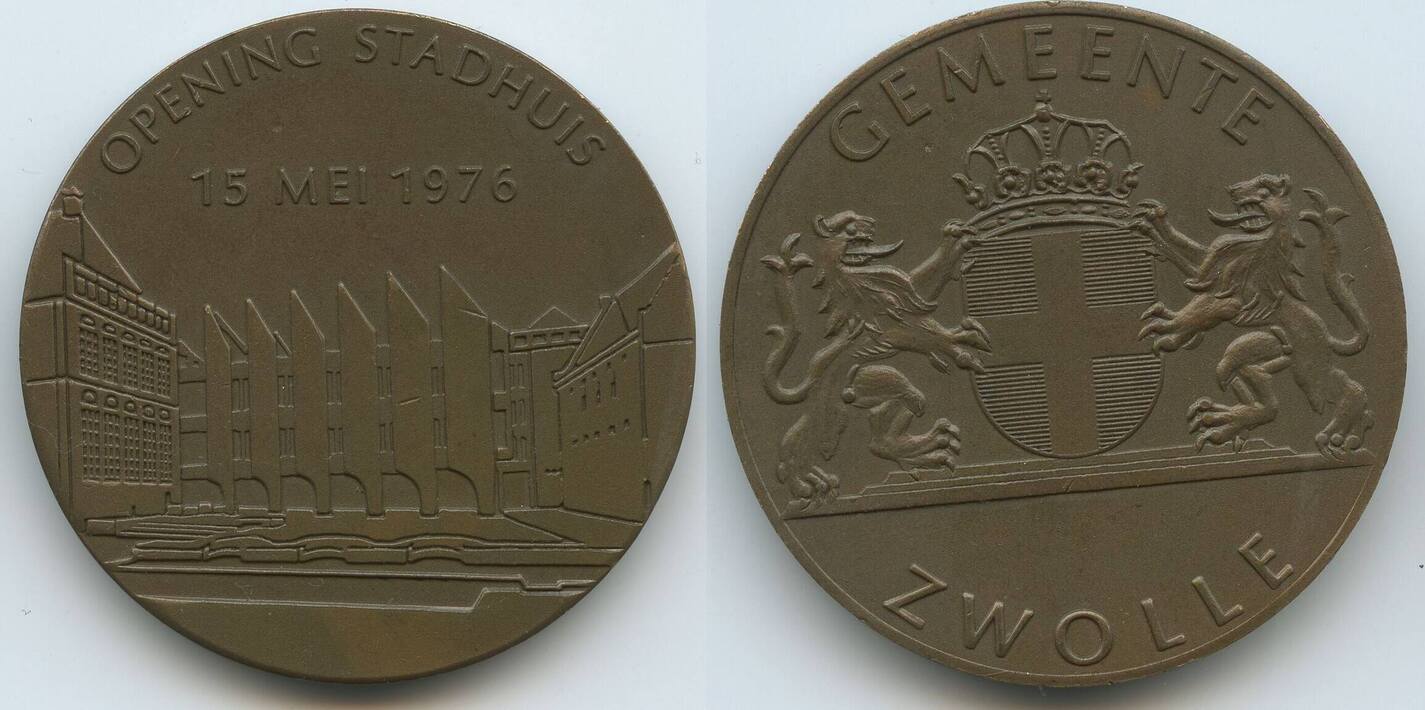 OPENING STADHUIS
15 MEI 1976
GEMEENTE
ZWOLLE